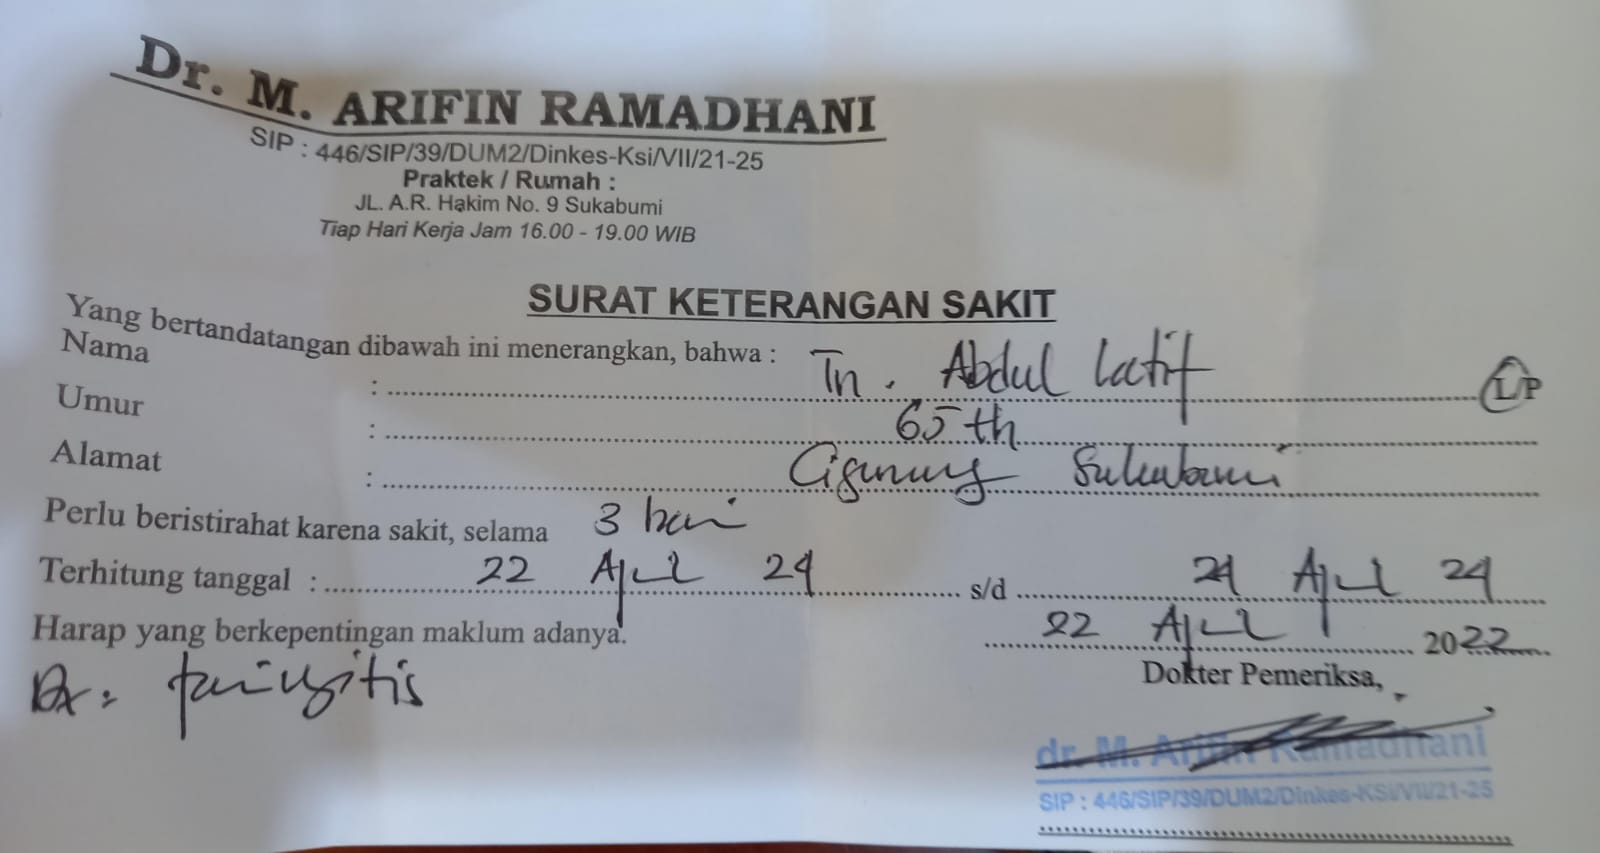 Dr. M. ARIFIN RAMADHANI
SIP : 446/SIP/39/DUM2/Dinkes-Ksi/VII/21-25
Praktek / Rumah :
JL. A.R. Hakim No. 9 Sukabumi
Tiap Hari Kerja Jam 16.00 - 19.00 WIB
SURAT KETERANGAN SAKIT
Yang bertandatangan dibawah ini menerangkan, bahwa :
Nama : Tn. Abdul Latif L/P
Umur : 65 th
Alamat : Cigunung Sukabumi
Perlu beristirahat karena sakit, selama 3 hari
Terhitung tanggal : 22 April 24 s/d 24 April 24
Harap yang berkepentingan maklum adanya.
22 April 2022
Dx : faringitis
Dokter Pemeriksa,
dr. M. Arifin Ramadhani
SIP : 446/SIP/39/DUM2/Dinkes-KSi/VII/21-25